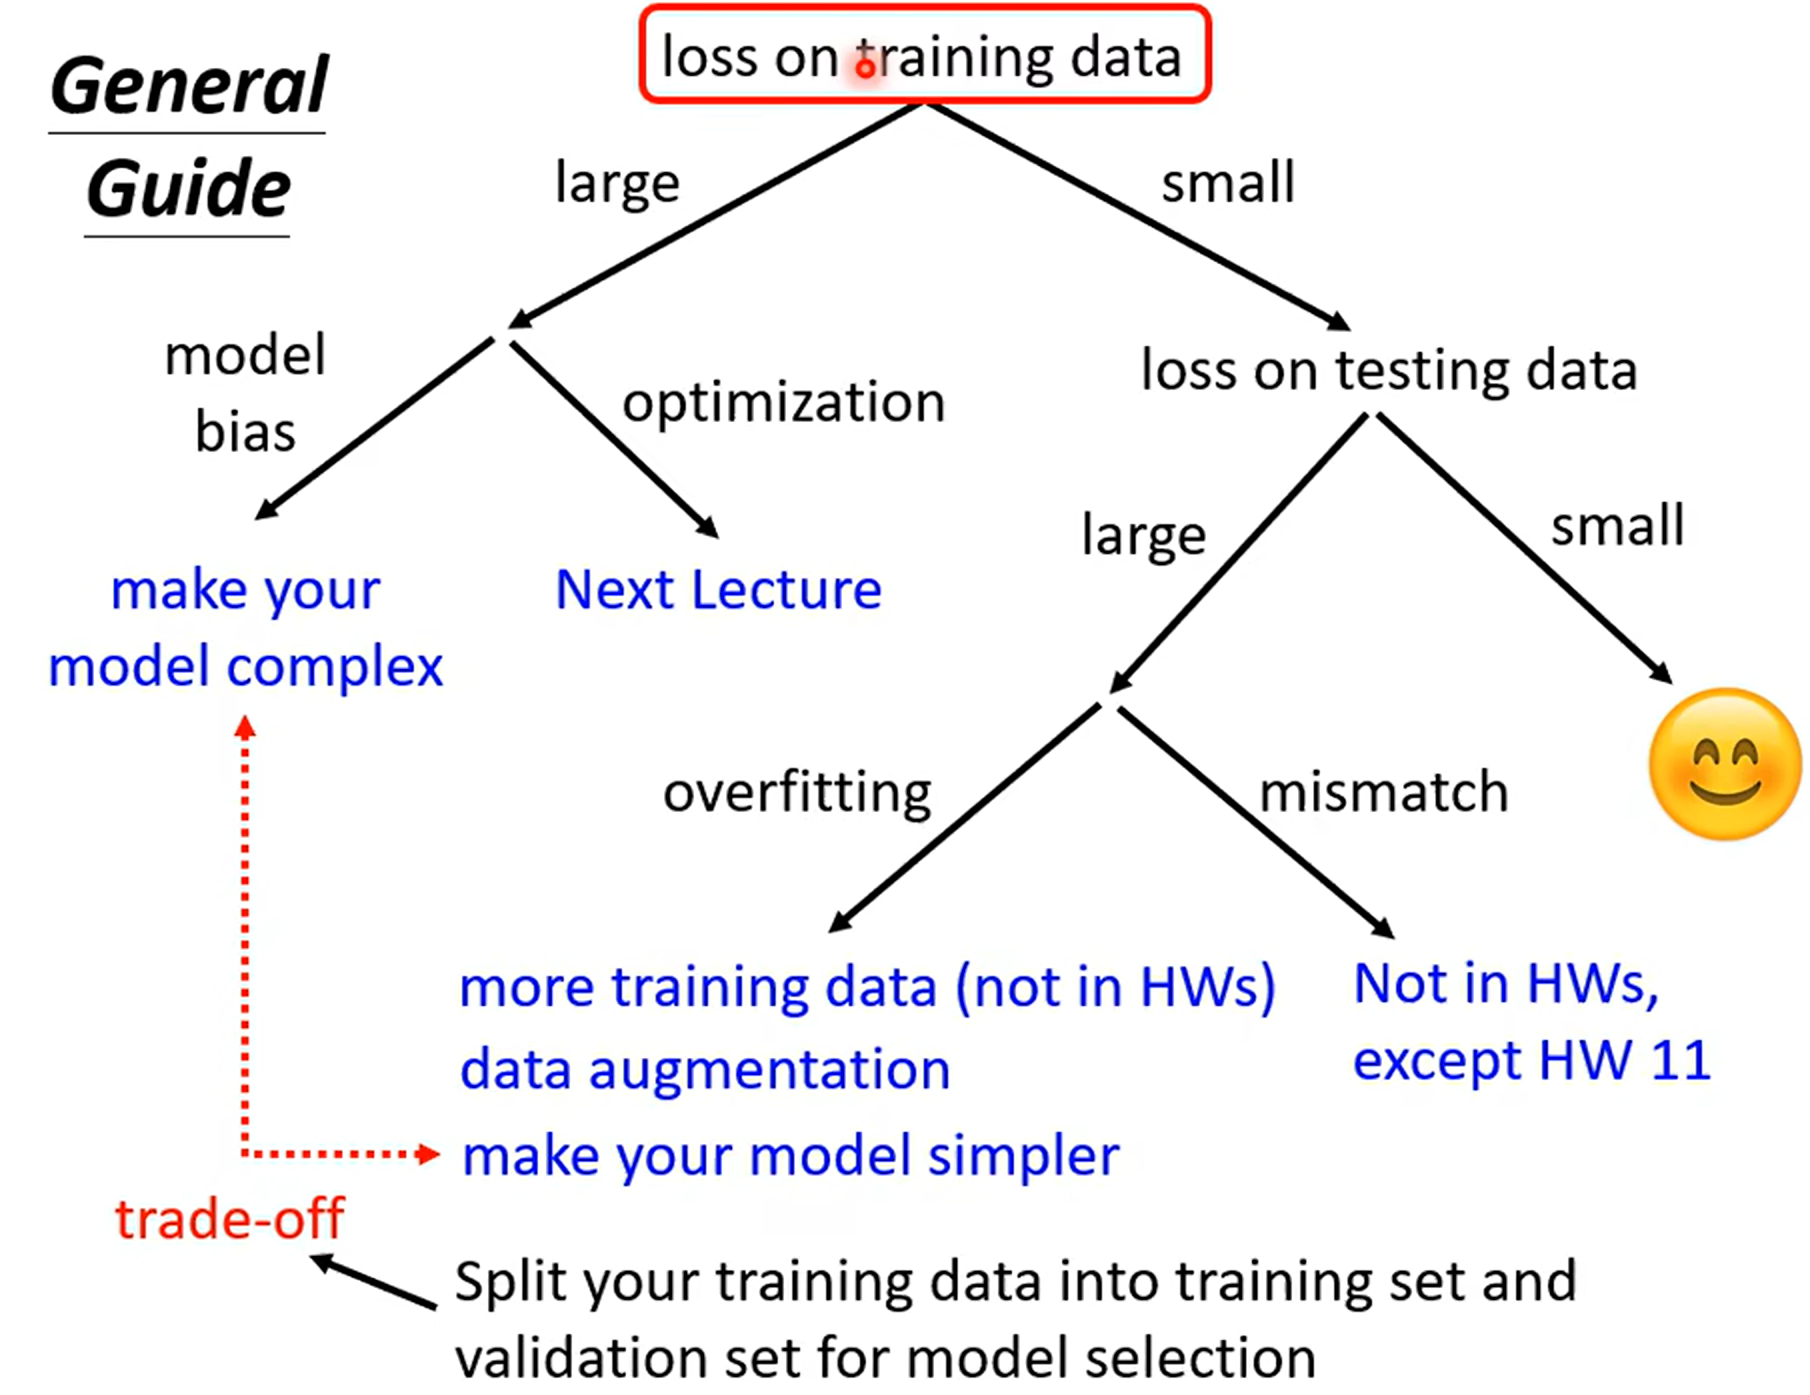 General
Guide
loss on training data
large
small
model
bias
optimization
loss on testing data
make your
model complex
Next Lecture
large
small
overfitting
mismatch
more training data (not in HWs)
data augmentation
make your model simpler
Not in HWs,
except HW 11
trade-off
Split your training data into training set and
validation set for model selection